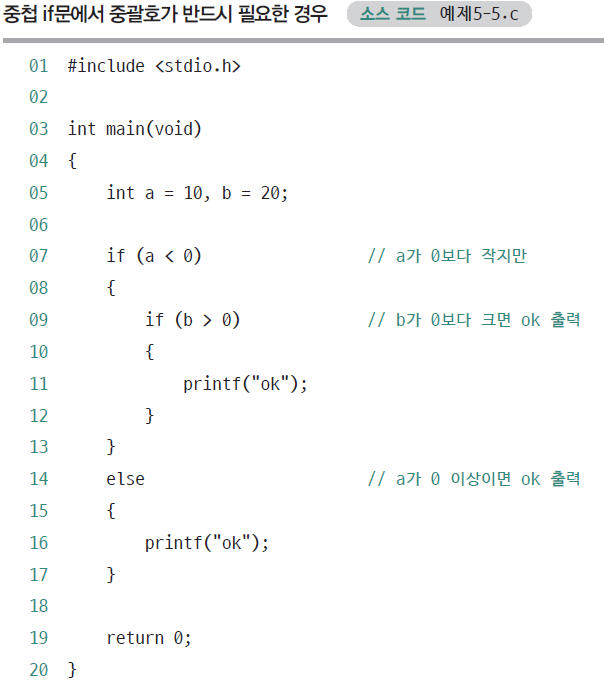 중첩 if문에서 중괄호가 반드시 필요한 경우 소스 코드 예제5-5.c
01 #include <stdio.h>
02
03 int main(void)
04 {
05     int a = 10, b = 20;
06
07     if (a < 0) // a가 0보다 작지만
08     {
09         if (b > 0) // b가 0보다 크면 ok 출력
10         {
11             printf("ok");
12         }
13     }
14     else // a가 0 이상이면 ok 출력
15     {
16         printf("ok");
17     }
18
19     return 0;
20 }